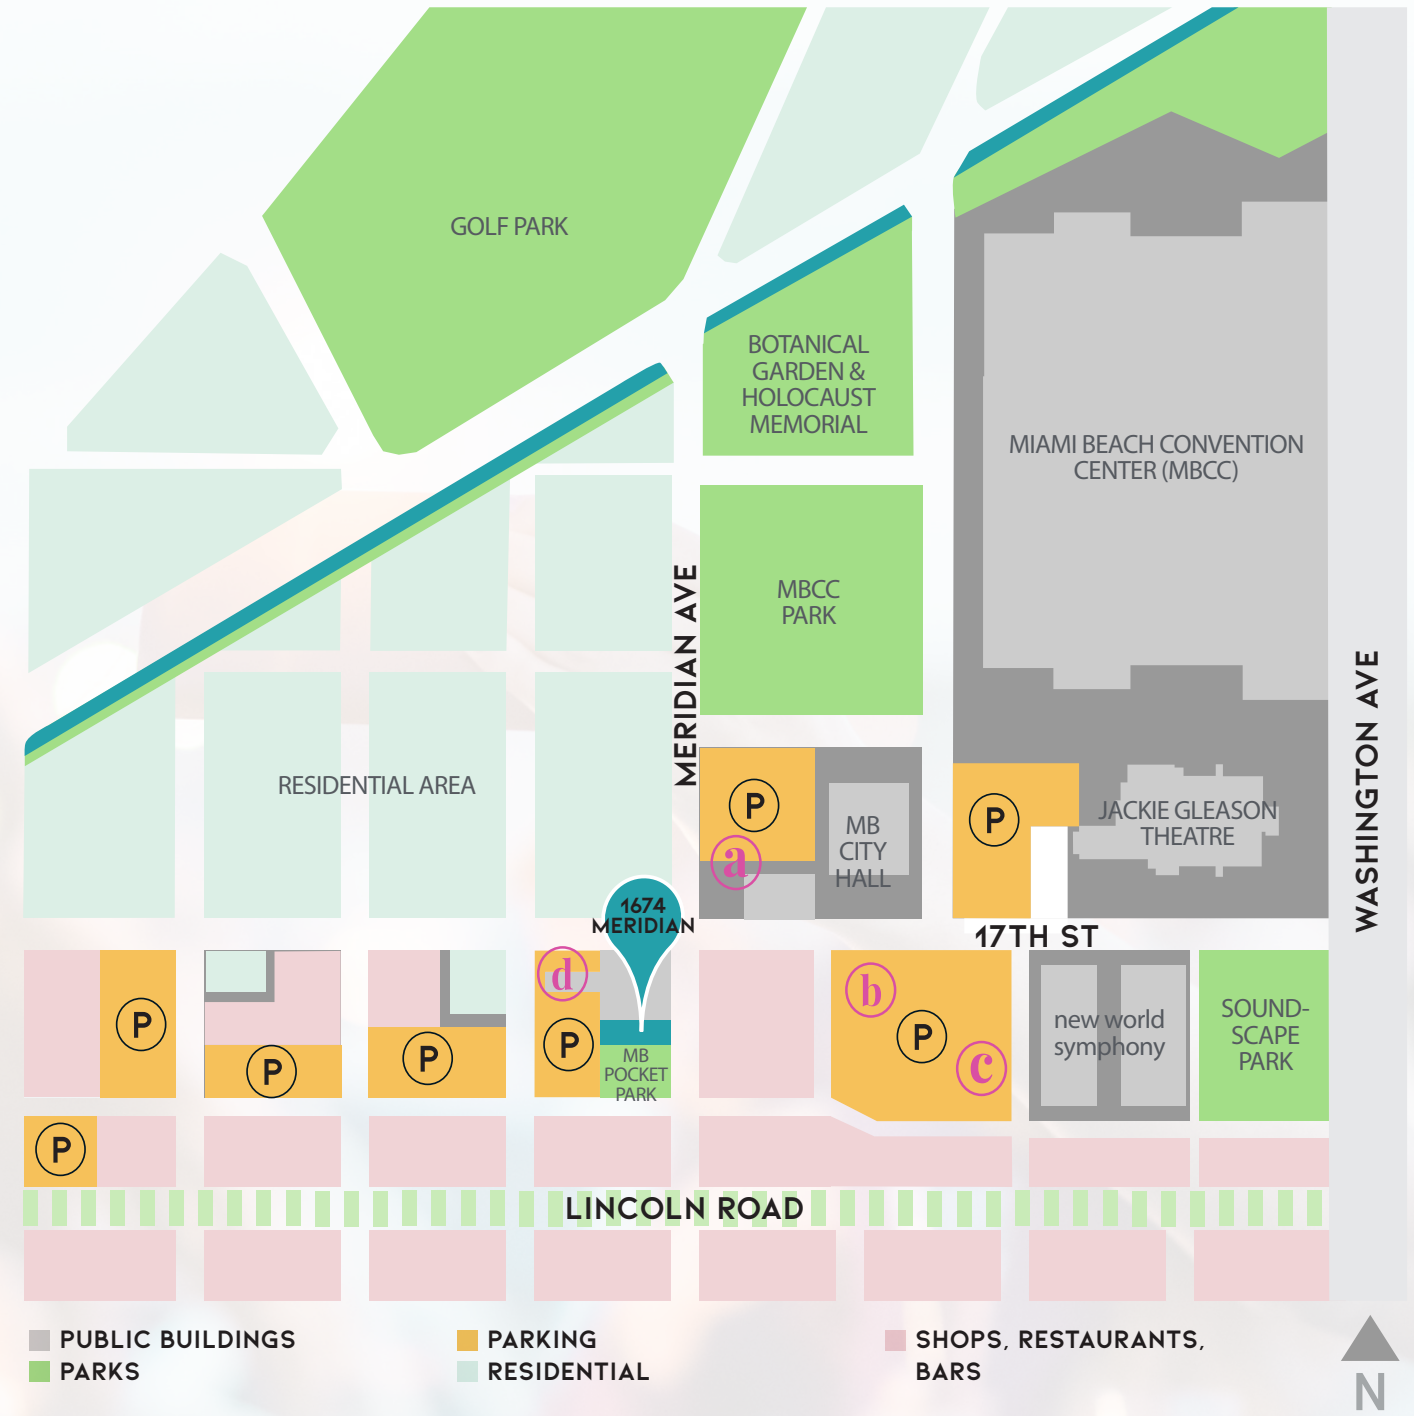 GOLF PARK
BOTANICAL
GARDEN &
HOLOCAUST
MEMORIAL
MIAMI BEACH CONVENTION
CENTER (MBCC)
MBCC
PARK
MERIDIAN AVE
WASHINGTON AVE
RESIDENTIAL AREA
P
a
MB
CITY
HALL
P
JACKIE GLEASON
THEATRE
1674
MERIDIAN
17TH ST
P
P
P
d
P
MB
POCKET
PARK
b
P
c
new world
symphony
SOUND-
SCAPE
PARK
P
LINCOLN ROAD
PUBLIC BUILDINGS
PARKS
PARKING
RESIDENTIAL
SHOPS, RESTAURANTS,
BARS
N